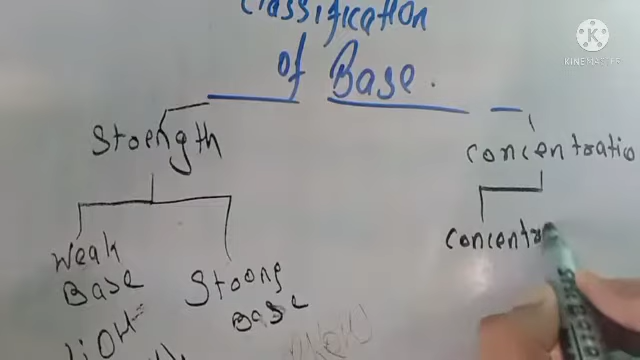 Classification
of Base.
Strength
Concentratio
Weak
Base
Strong
Base
Concentra
LiOH
KINEMASTER